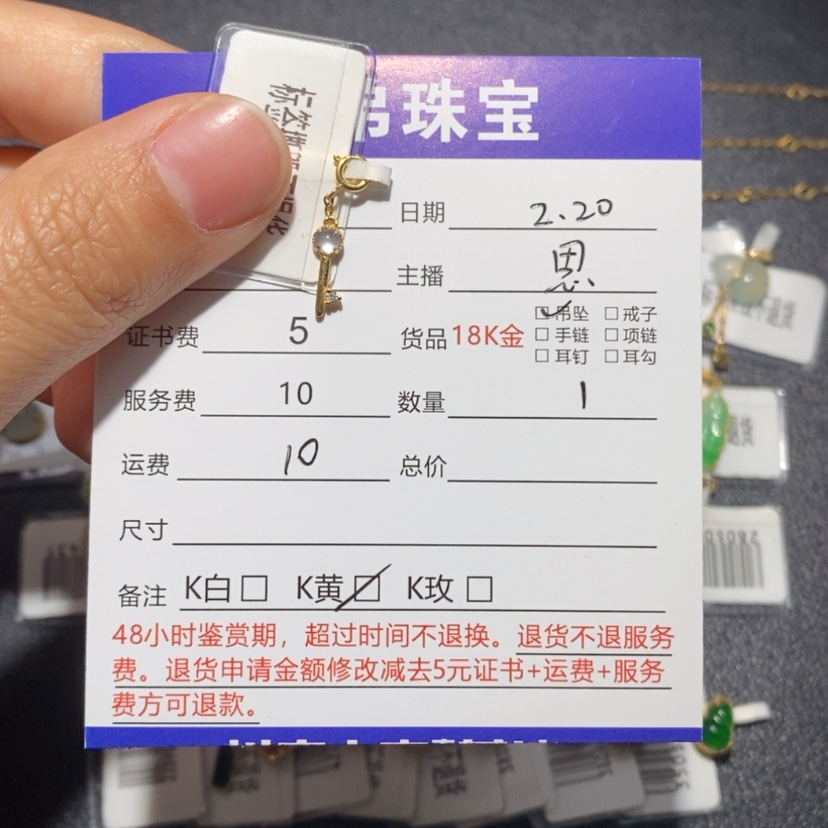 珠宝
日期 2.20
主播 思
证书费 5 货品 18K金 吊坠 戒子
手链 项链
耳钉 耳勾
服务费 10 数量 1
运费 10 总价
尺寸
备注 K白 K黄 K玫
48小时鉴赏期，超过时间不退换。退货不退服务
费。退货申请金额修改减去5元证书+运费+服务
费方可退款。